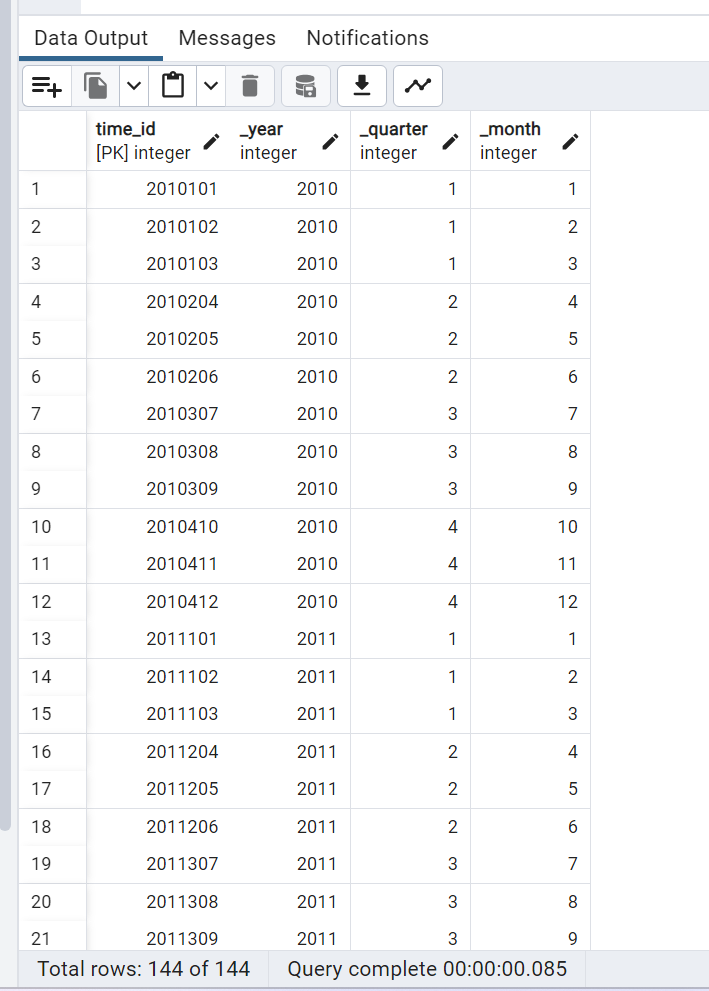 Data Output Messages Notifications
time_id _year _quarter _month
[PK] integer integer integer integer
1 2010101 2010 1 1
2 2010102 2010 1 2
3 2010103 2010 1 3
4 2010204 2010 2 4
5 2010205 2010 2 5
6 2010206 2010 2 6
7 2010307 2010 3 7
8 2010308 2010 3 8
9 2010309 2010 3 9
10 2010410 2010 4 10
11 2010411 2010 4 11
12 2010412 2010 4 12
13 2011101 2011 1 1
14 2011102 2011 1 2
15 2011103 2011 1 3
16 2011204 2011 2 4
17 2011205 2011 2 5
18 2011206 2011 2 6
19 2011307 2011 3 7
20 2011308 2011 3 8
21 2011309 2011 3 9
Total rows: 144 of 144 Query complete 00:00:00.085